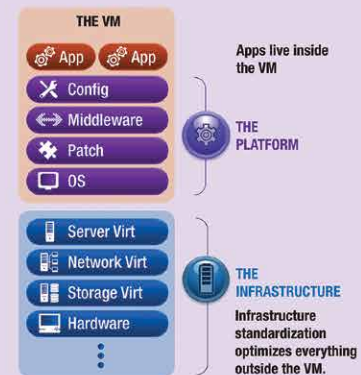 THE VM
App App
Config
Middleware
Patch
OS
Apps live inside
the VM
THE
PLATFORM
Server Virt
Network Virt
Storage Virt
Hardware
THE
INFRASTRUCTURE
Infrastructure
standardization
optimizes everything
outside the VM.